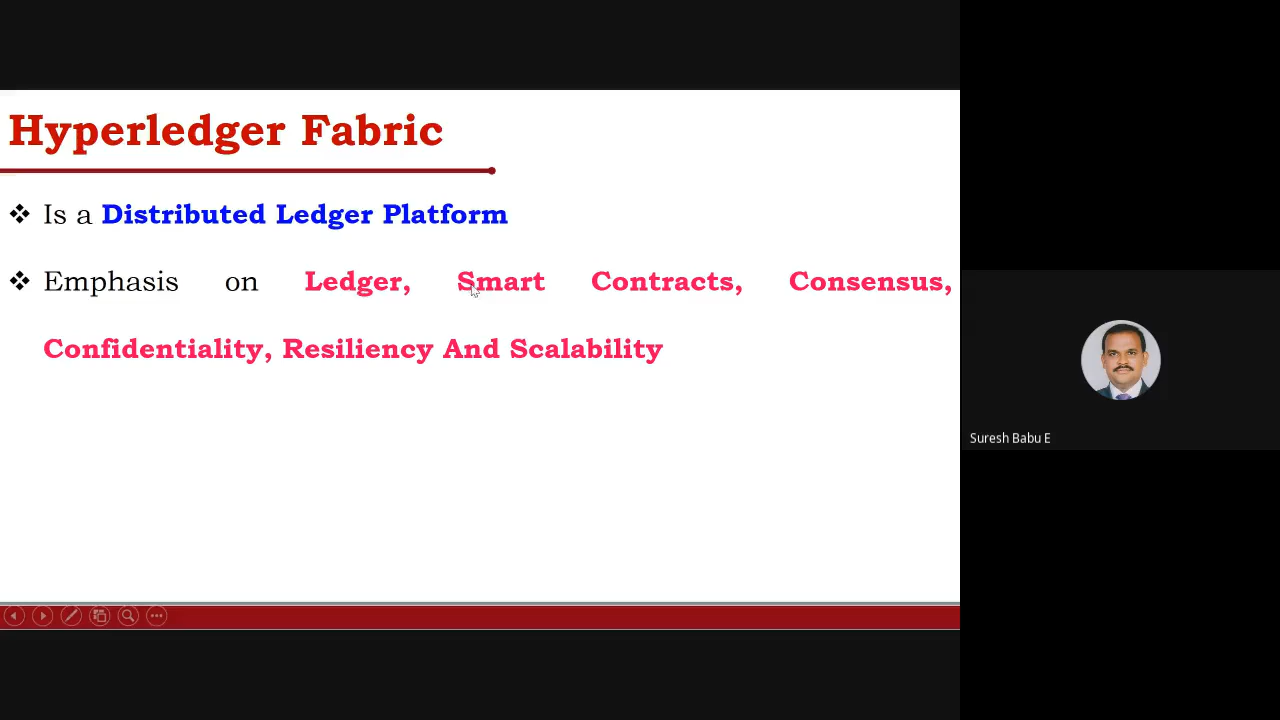 Hyperledger Fabric
Is a Distributed Ledger Platform
Emphasis on Ledger, Smart Contracts, Consensus,
Confidentiality, Resiliency And Scalability
Suresh Babu E